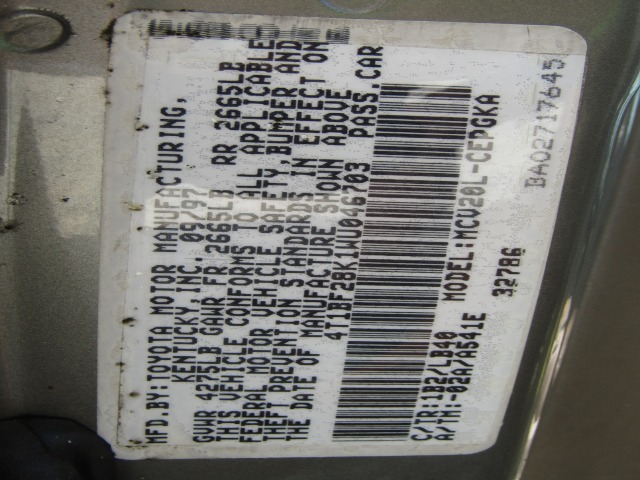 MFD.BY:TOYOTA MOTOR MANUFACTURING,
KENTUCKY, INC. 09/97
GVWR 4275LB GAWR FR 2665LB RR 2665LB
THIS VEHICLE CONFORMS TO ALL APPLICABLE
FEDERAL MOTOR VEHICLE SAFETY, BUMPER AND
THEFT PREVENTION STANDARDS IN EFFECT ON
THE DATE OF MANUFACTURE SHOWN ABOVE
4T1BF28K1WU046703 PASS.CAR
C/TR:1B2/LB40 MODEL:MCV20L-CEPGKA
A/TM:-02A/A541E 32786
BA02717645